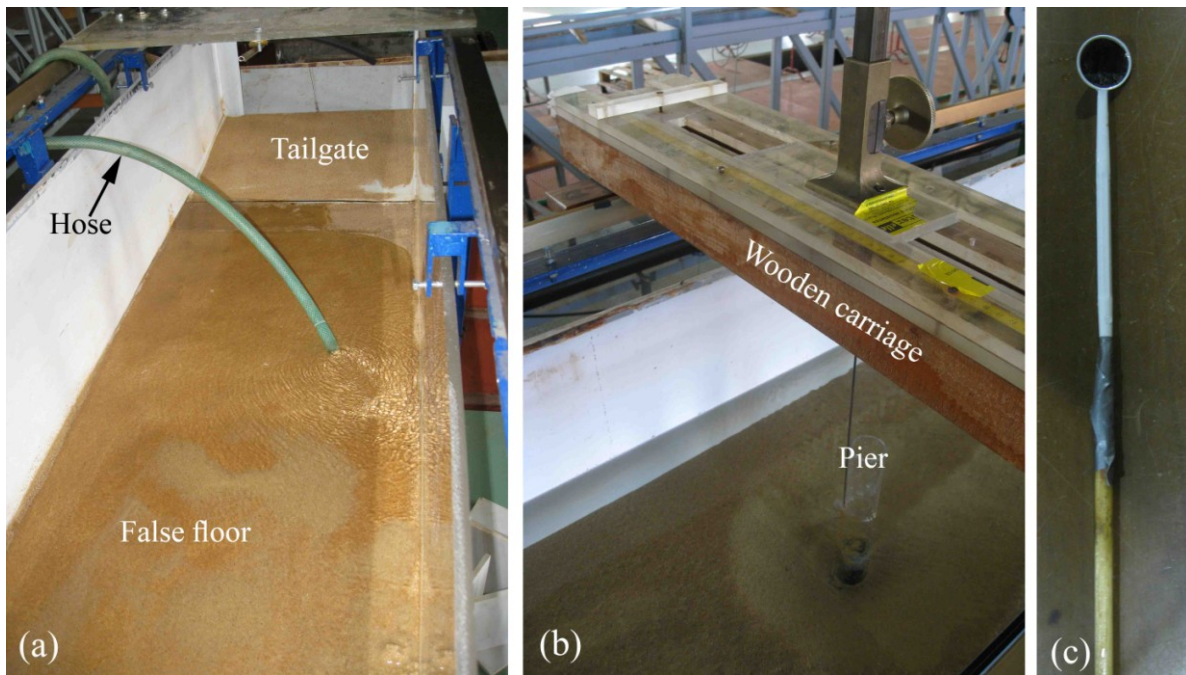 Tailgate
Hose
False floor
(a)
Wooden carriage
Pier
(b)
(c)